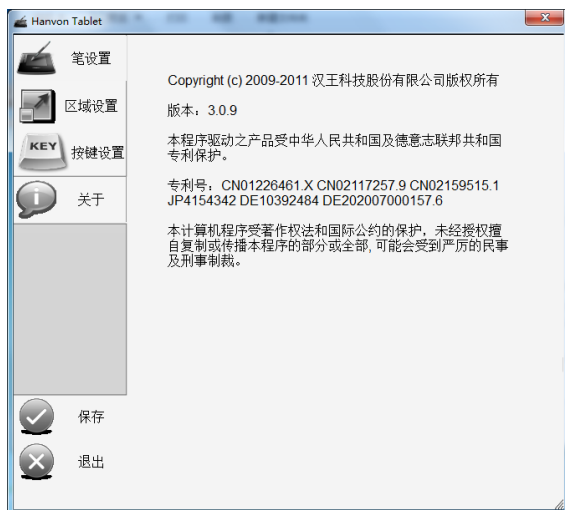 Hanvon Tablet
笔设置
区域设置
KEY
按键设置
关于
保存
退出
Copyright (c) 2009-2011 汉王科技股份有限公司版权所有
版本：3.0.9
本程序驱动之产品受中华人民共和国及德意志联邦共和国
专利保护。
专利号：CN01226461.X CN02117257.9 CN02159515.1
JP4154342 DE10392484 DE202007000157.6
本计算机程序受著作权法和国际公约的保护，未经授权擅
自复制或传播本程序的部分或全部, 可能会受到严厉的民事
及刑事制裁。